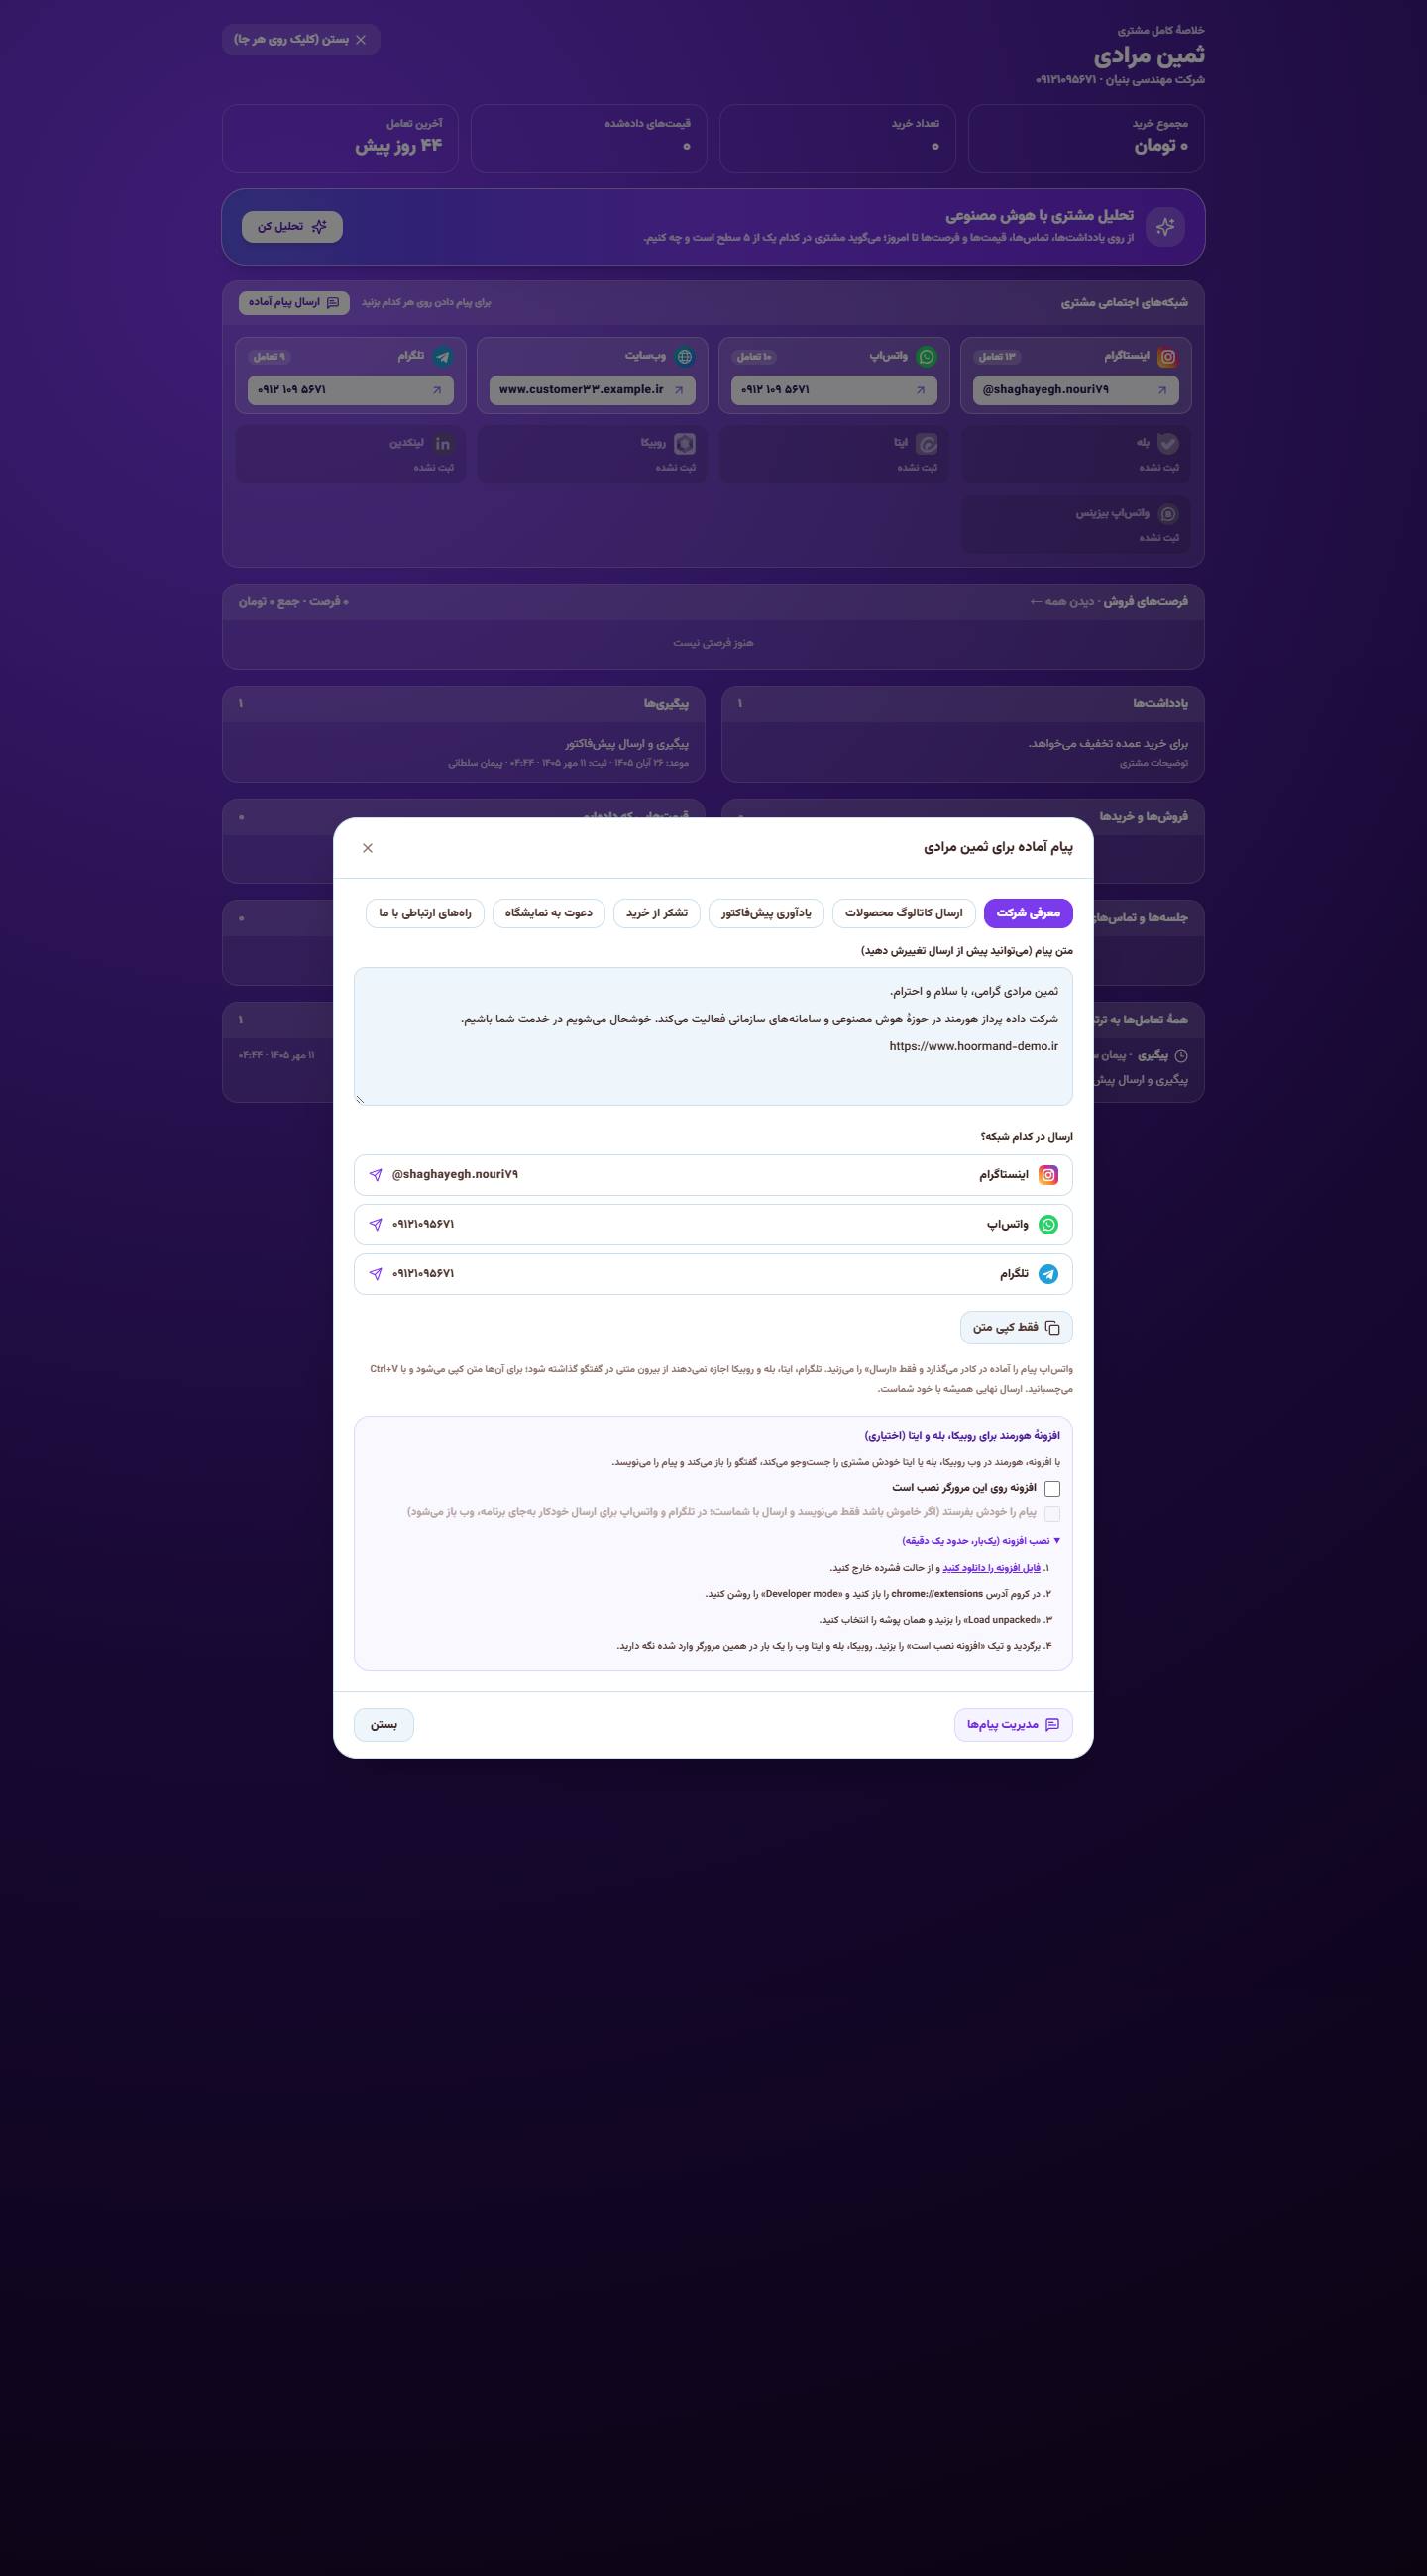 خلاصهٔ کامل مشتری
ثمین مرادی
شرکت مهندسی بنیان · ۰۹۱۲۱۰۹۵۶۷۱
بستن (کلیک روی هر جا)
مجموع خرید
۰ تومان
تعداد خرید
۰
قیمت‌های داده‌شده
۰
آخرین تعامل
۴۴ روز پیش
تحلیل مشتری با هوش مصنوعی
از روی یادداشت‌ها، تماس‌ها، قیمت‌ها و فرصت‌ها تا امروز؛ می‌گوید مشتری در کدام یک از ۵ سطح است و چه کنیم.
تحلیل کن
شبکه‌های اجتماعی مشتری
برای پیام دادن روی هر کدام بزنید
ارسال پیام آماده
اینستاگرام
۱۳ تعامل
@shaghayegh.nouri۷۹
واتس‌اپ
۱۰ تعامل
۰۹۱۲ ۱۰۹ ۵۶۷۱
وب‌سایت
www.customer۳۳.example.ir
تلگرام
۹ تعامل
۰۹۱۲ ۱۰۹ ۵۶۷۱
بله
ثبت نشده
ایتا
ثبت نشده
روبیکا
ثبت نشده
لینکدین
ثبت نشده
واتس‌اپ بیزینس
ثبت نشده
فرصت‌های فروش · دیدن همه ←
۰ فرصت · جمع ۰ تومان
هنوز فرصتی نیست
یادداشت‌ها
۱
برای خرید عمده تخفیف می‌خواهد.
توضیحات مشتری
پیگیری‌ها
۱
پیگیری و ارسال پیش‌فاکتور
موعد: ۲۶ آبان ۱۴۰۵ · ثبت: ۱۱ مهر ۱۴۰۵ · ۰۴:۴۴ · پیمان سلطانی
فروش‌ها و خریدها
۰
جلسه‌ها و تماس‌های
۰
همهٔ تعامل‌ها به
۱
پیگیری · پیمان
۱۱ مهر ۱۴۰۵ · ۰۴:۴۴
پیگیری و ارسال
پیام آماده برای ثمین مرادی
معرفی شرکت
ارسال کاتالوگ محصولات
یادآوری پیش‌فاکتور
تشکر از خرید
دعوت به نمایشگاه
راه‌های ارتباطی با ما
متن پیام (می‌توانید پیش از ارسال تغییرش دهید)
ثمین مرادی گرامی، با سلام و احترام.
شرکت داده پرداز هورمند در حوزهٔ هوش مصنوعی و سامانه‌های سازمانی فعالیت می‌کند. خوشحال می‌شویم در خدمت شما باشیم.
https://www.hoormand-demo.ir
ارسال در کدام شبکه؟
اینستاگرام
@shaghayegh.nouri۷۹
واتس‌اپ
۰۹۱۲۱۰۹۵۶۷۱
تلگرام
۰۹۱۲۱۰۹۵۶۷۱
فقط کپی متن
واتس‌اپ پیام را آماده در کادر می‌گذارد و فقط «ارسال» را می‌زنید. تلگرام، ایتا، بله و روبیکا اجازه نمی‌دهند از بیرون متنی در گفتگو گذاشته شود؛ برای آن‌ها متن کپی می‌شود و با Ctrl+V
می‌چسبانید. ارسال نهایی همیشه با خود شماست.
افزونهٔ هورمند برای روبیکا، بله و ایتا (اختیاری)
با افزونه، هورمند در وب روبیکا، بله یا ایتا خودش مشتری را جست‌وجو می‌کند، گفتگو را باز می‌کند و پیام را می‌نویسد.
افزونه روی این مرورگر نصب است
پیام را خودش بفرستد (اگر خاموش باشد فقط می‌نویسد و ارسال با شماست؛ در تلگرام و واتس‌اپ برای ارسال خودکار به‌جای برنامه، وب باز می‌شود)
▼ نصب افزونه (یک‌بار، حدود یک دقیقه)
۱. فایل افزونه را دانلود کنید و از حالت فشرده خارج کنید.
۲. در کروم آدرس chrome://extensions را باز کنید و «Developer mode» را روشن کنید.
۳. «Load unpacked» را بزنید و همان پوشه را انتخاب کنید.
۴. برگردید و تیک «افزونه نصب است» را بزنید. روبیکا، بله و ایتا وب را یک بار در همین مرورگر وارد شده نگه دارید.
مدیریت پیام‌ها
بستن